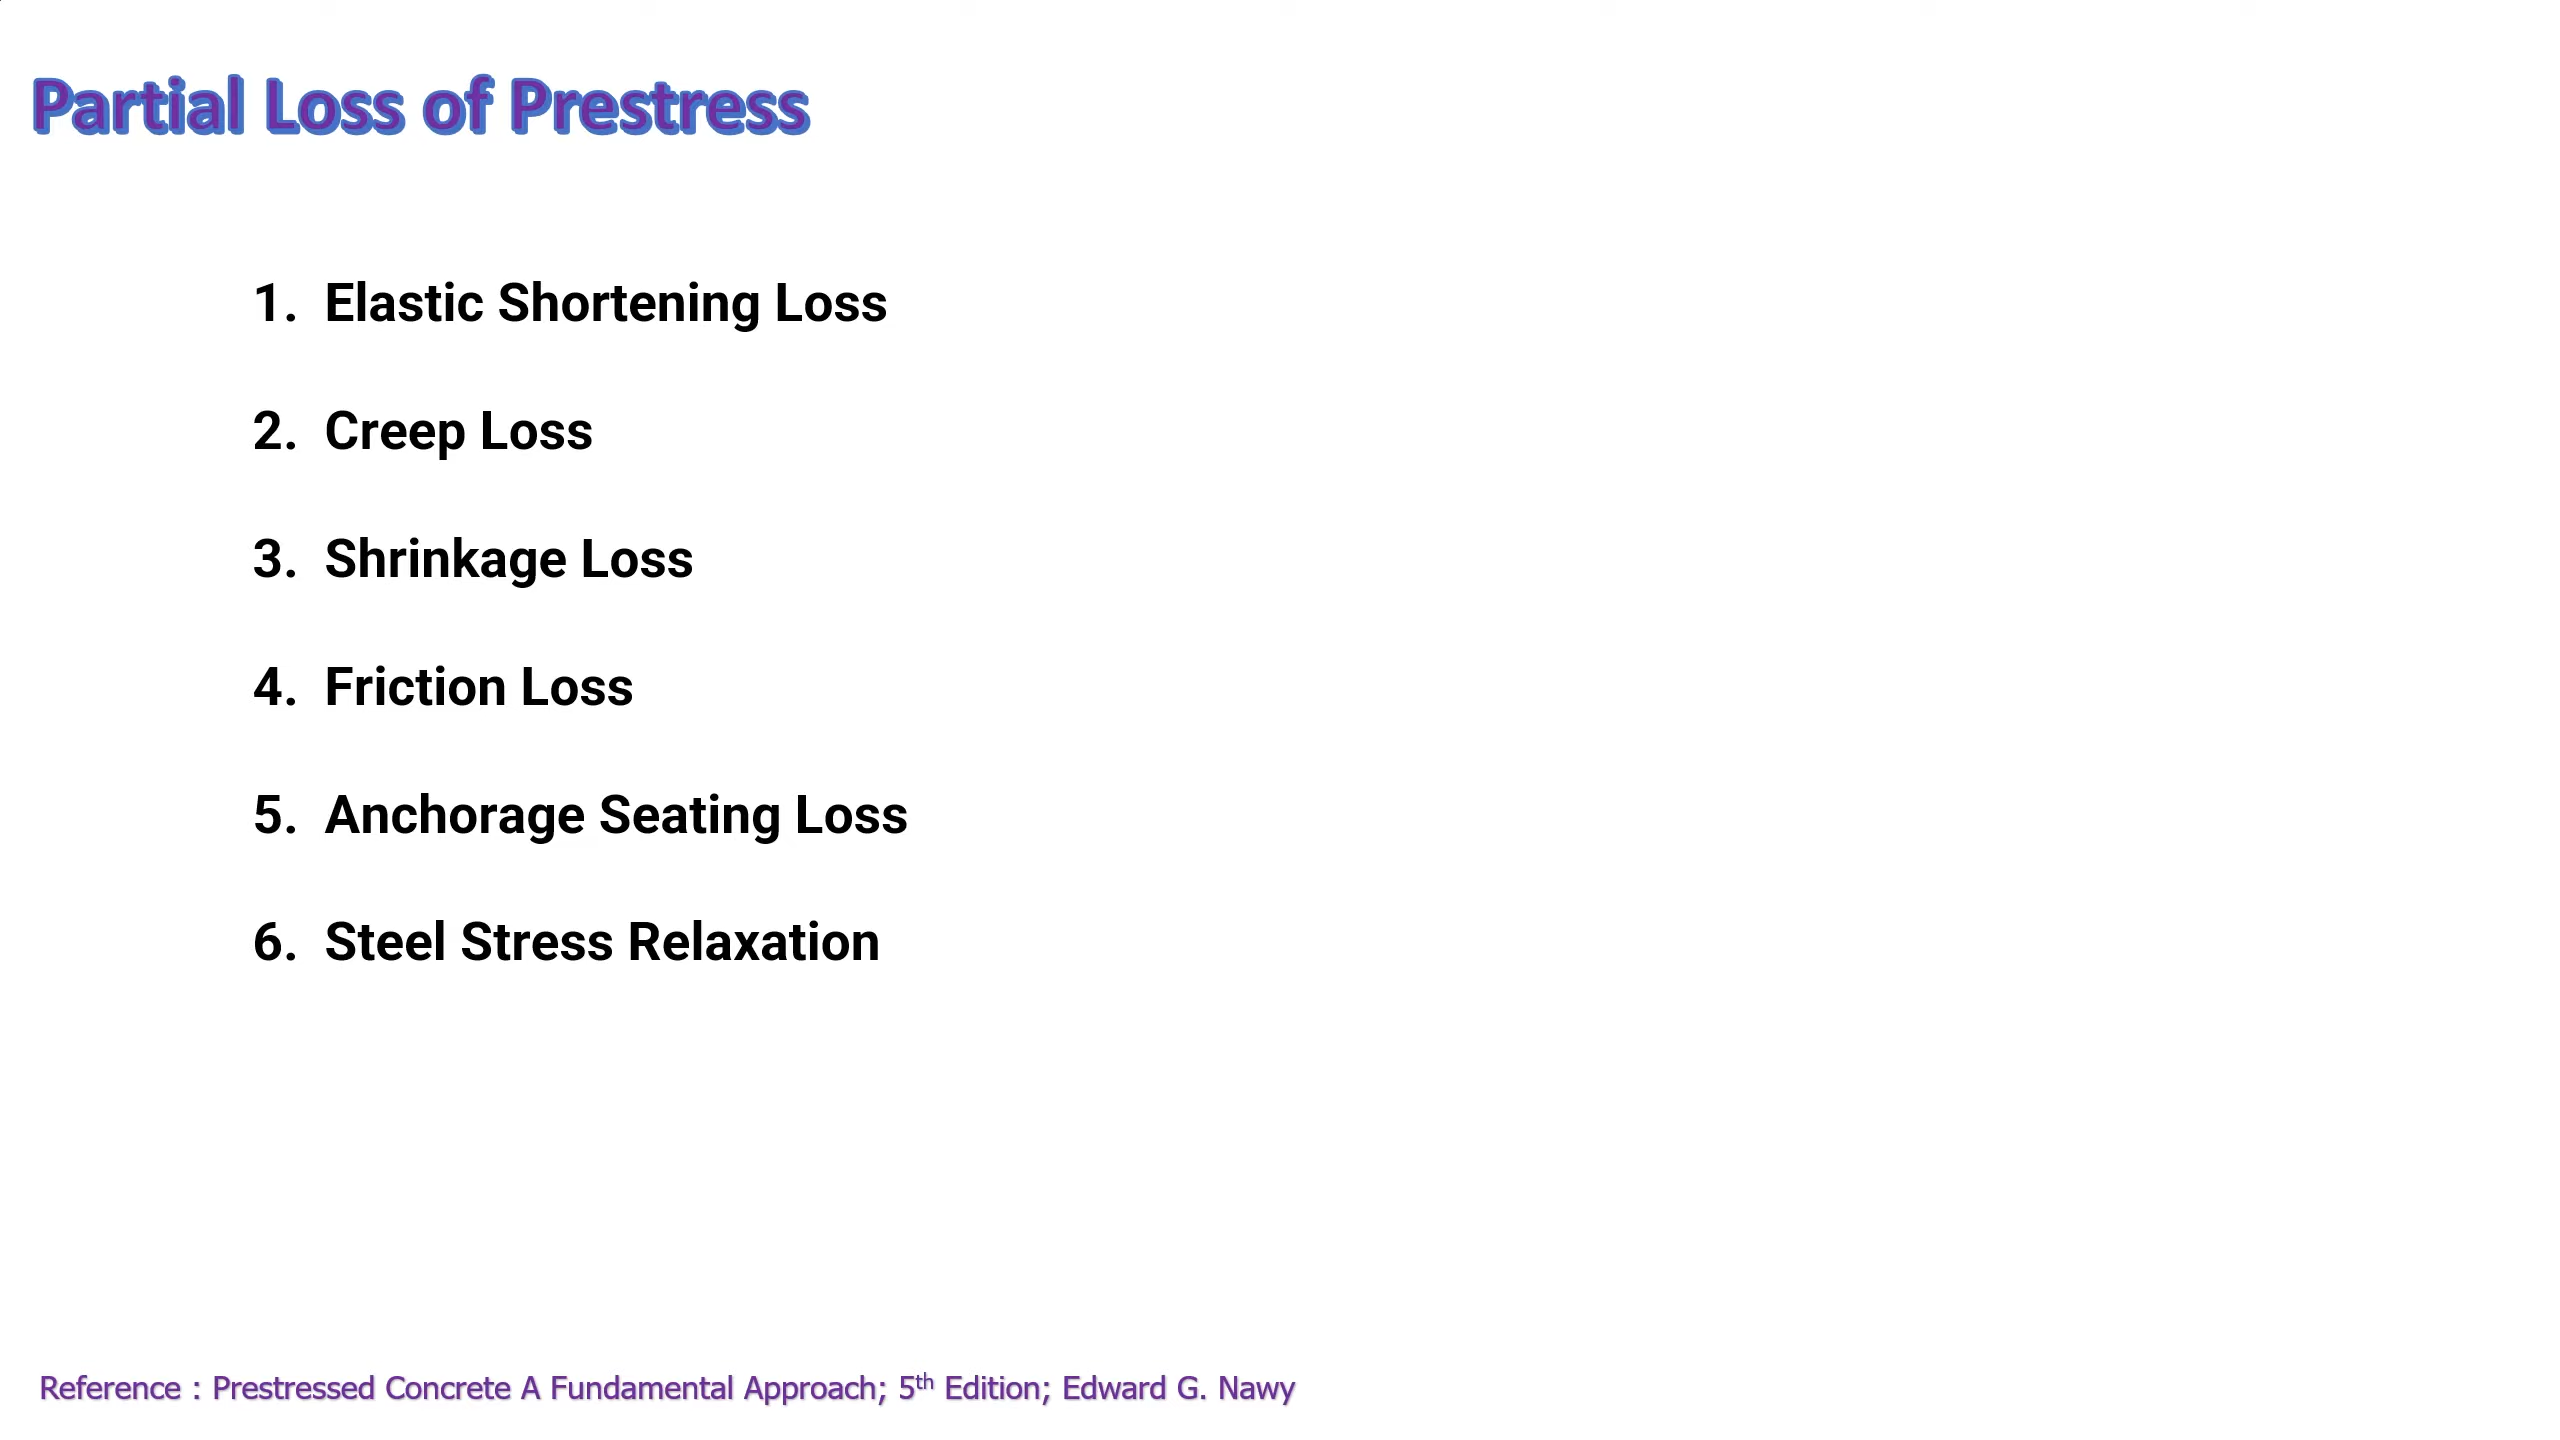 Partial Loss of Prestress
1. Elastic Shortening Loss
2. Creep Loss
3. Shrinkage Loss
4. Friction Loss
5. Anchorage Seating Loss
6. Steel Stress Relaxation
Reference : Prestressed Concrete A Fundamental Approach; 5th Edition; Edward G. Nawy